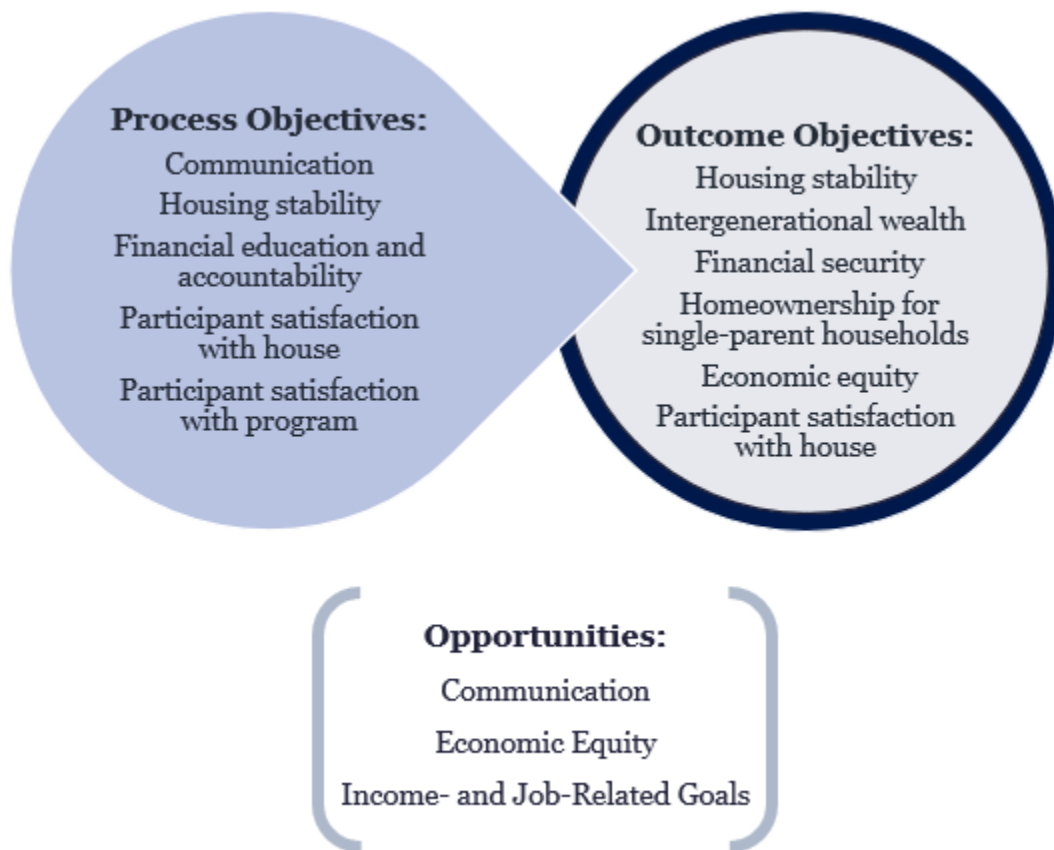 Process Objectives:
Communication
Housing stability
Financial education and
accountability
Participant satisfaction
with house
Participant satisfaction
with program
Outcome Objectives:
Housing stability
Intergenerational wealth
Financial security
Homeownership for
single-parent households
Economic equity
Participant satisfaction
with house
Opportunities:
Communication
Economic Equity
Income- and Job-Related Goals